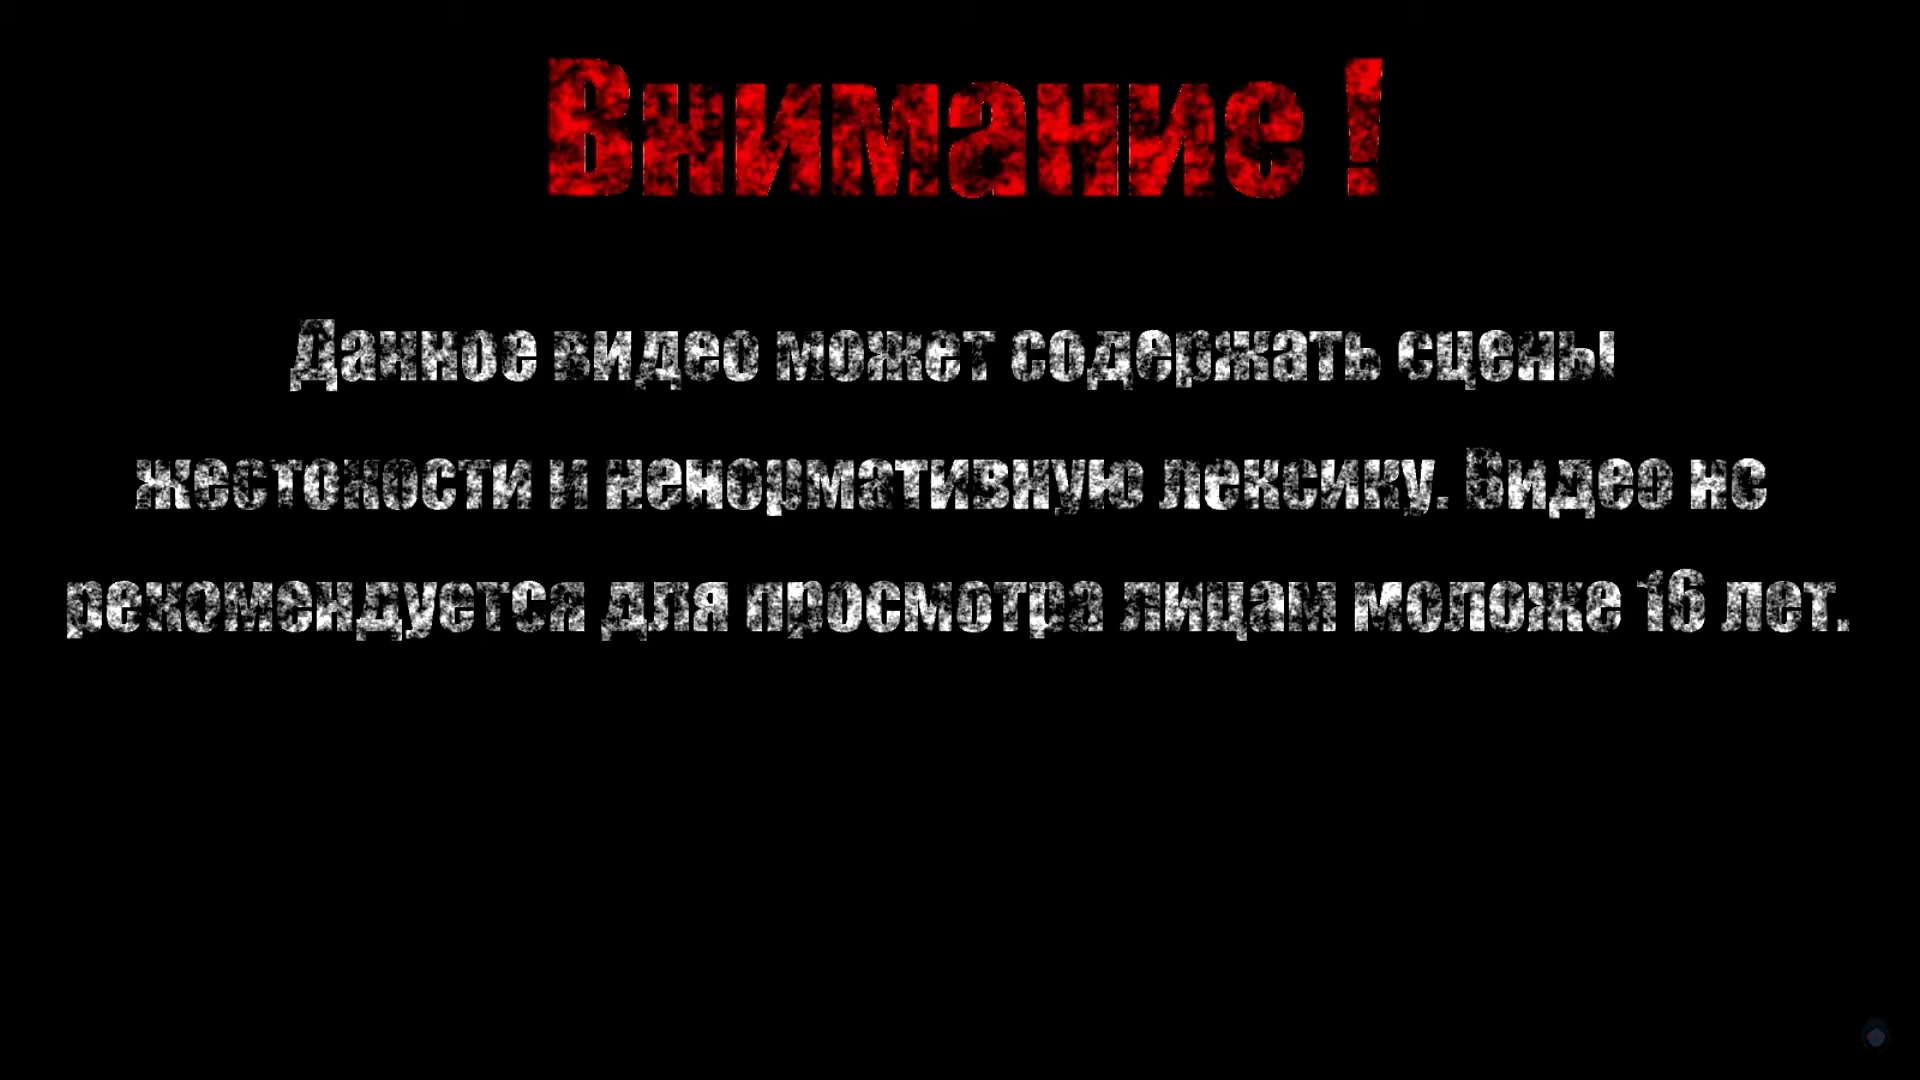 Внимание !
Данное видео может содержать сцены
жестокости и ненормативную лексику. Видео не
рекомендуется для просмотра лицам моложе 16 лет.